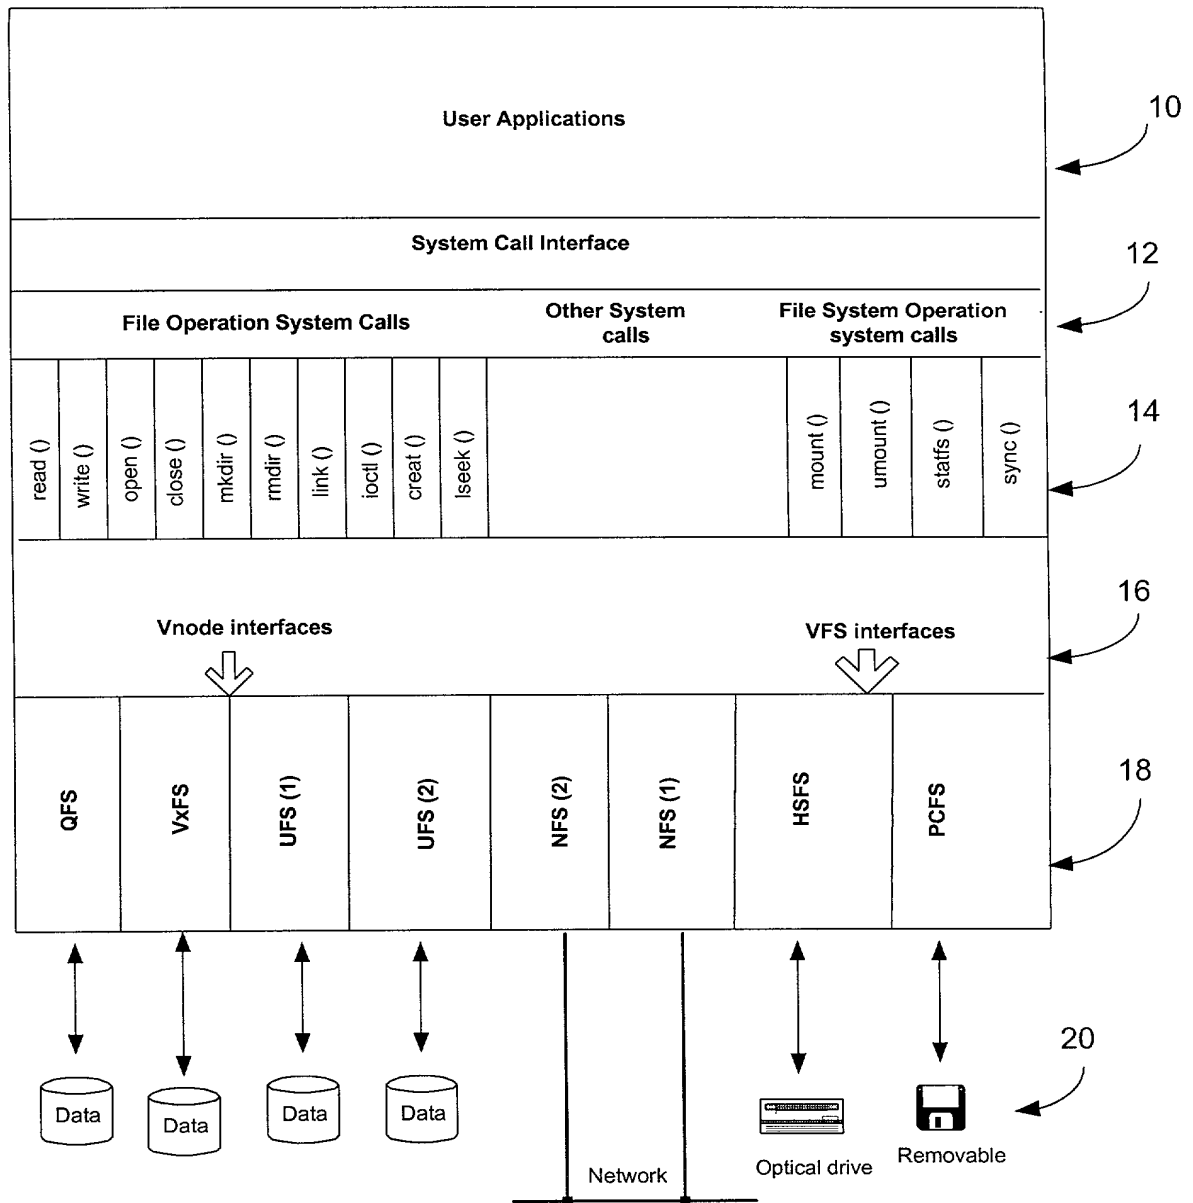 User Applications
10
System Call Interface
12
File Operation System Calls
Other System
calls
File System Operation
system calls
read ()
write ()
open ()
close ()
mkdir ()
rmdir ()
link ()
ioctl ()
creat ()
lseek ()
mount ()
umount ()
statfs ()
sync ()
14
Vnode interfaces
VFS interfaces
16
QFS
VxFS
UFS (1)
UFS (2)
NFS (2)
NFS (1)
HSFS
PCFS
18
Data
Data
Data
Data
Network
Optical drive
Removable
20